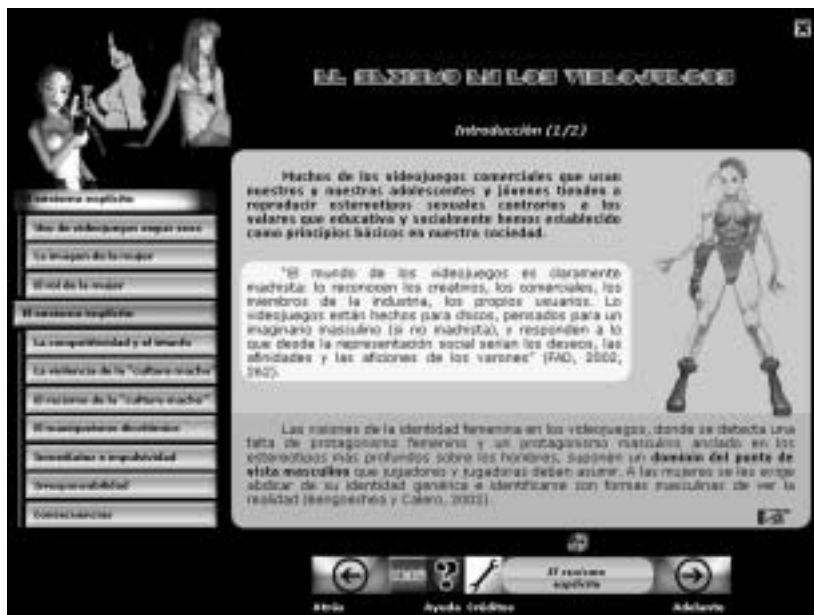 EL SEXISMO EN LOS VIDEOJUEGOS
Introducción (1/2)
El sexismo explícito
Uso de videojuegos según sexo
La imagen de la mujer
El rol de la mujer
El sexismo implícito
La competitividad y el triunfo
La violencia de la "cultura macho"
El racismo de la "cultura macho"
El maniqueísmo dicotómico
Inmediatez e impulsividad
Irresponsabilidad
Consecuencias
Muchos de los videojuegos comerciales que usan
nuestros y nuestras adolescentes y jóvenes tienden a
reproducir estereotipos sexuales contrarios a los
valores que educativa y socialmente hemos establecido
como principios básicos en nuestra sociedad.
"El mundo de los videojuegos es claramente
machista: lo reconocen los creativos, los comerciales, los
miembros de la industria, los propios usuarios. Lo
videojuegos están hechos para chicos, pensados para un
imaginario masculino (si no machista), y responden a lo
que desde la representación social serían los deseos, las
afinidades y las aficiones de los varones" (FAD, 2002,
262).
Las visiones de la identidad femenina en los videojuegos, donde se detecta una
falta de protagonismo femenino y un protagonismo masculino anclado en los
estereotipos más profundos sobre los hombres, suponen un dominio del punto de
vista masculino que jugadores y jugadoras deben asumir. A las mujeres se les exige
abdicar de su identidad genérica e identificarse con formas masculinas de ver la
realidad (Bengoechea y Calero, 2002).
El sexismo
explícito
Atrás Ayuda Créditos Adelante